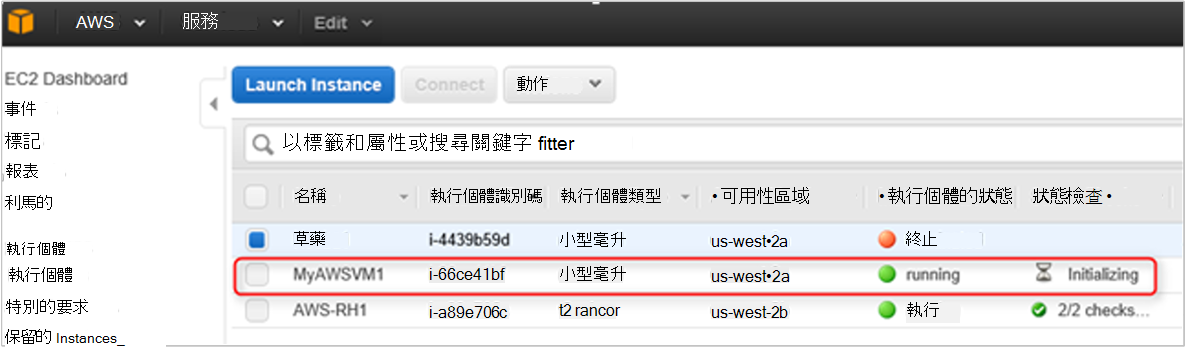 AWS 服務 Edit
EC2 Dashboard
事件
標記
報表
利馬的
執行個體
執行個體
特別的要求
保留的 Instances_
Launch Instance Connect 動作
以標籤和屬性或搜尋關鍵字 fitter
名稱 執行個體識別碼 執行個體類型 •可用性區域 •執行個體的狀態 狀態檢查•
草藥 i-4439b59d 小型毫升 us-west•2a 終止
MyAWSVM1 i-66ce41bf 小型毫升 us-west•2a running Initializing
AWS-RH1 i-a89e706c t2 rancor us-west-2b 執行 2/2 checks...